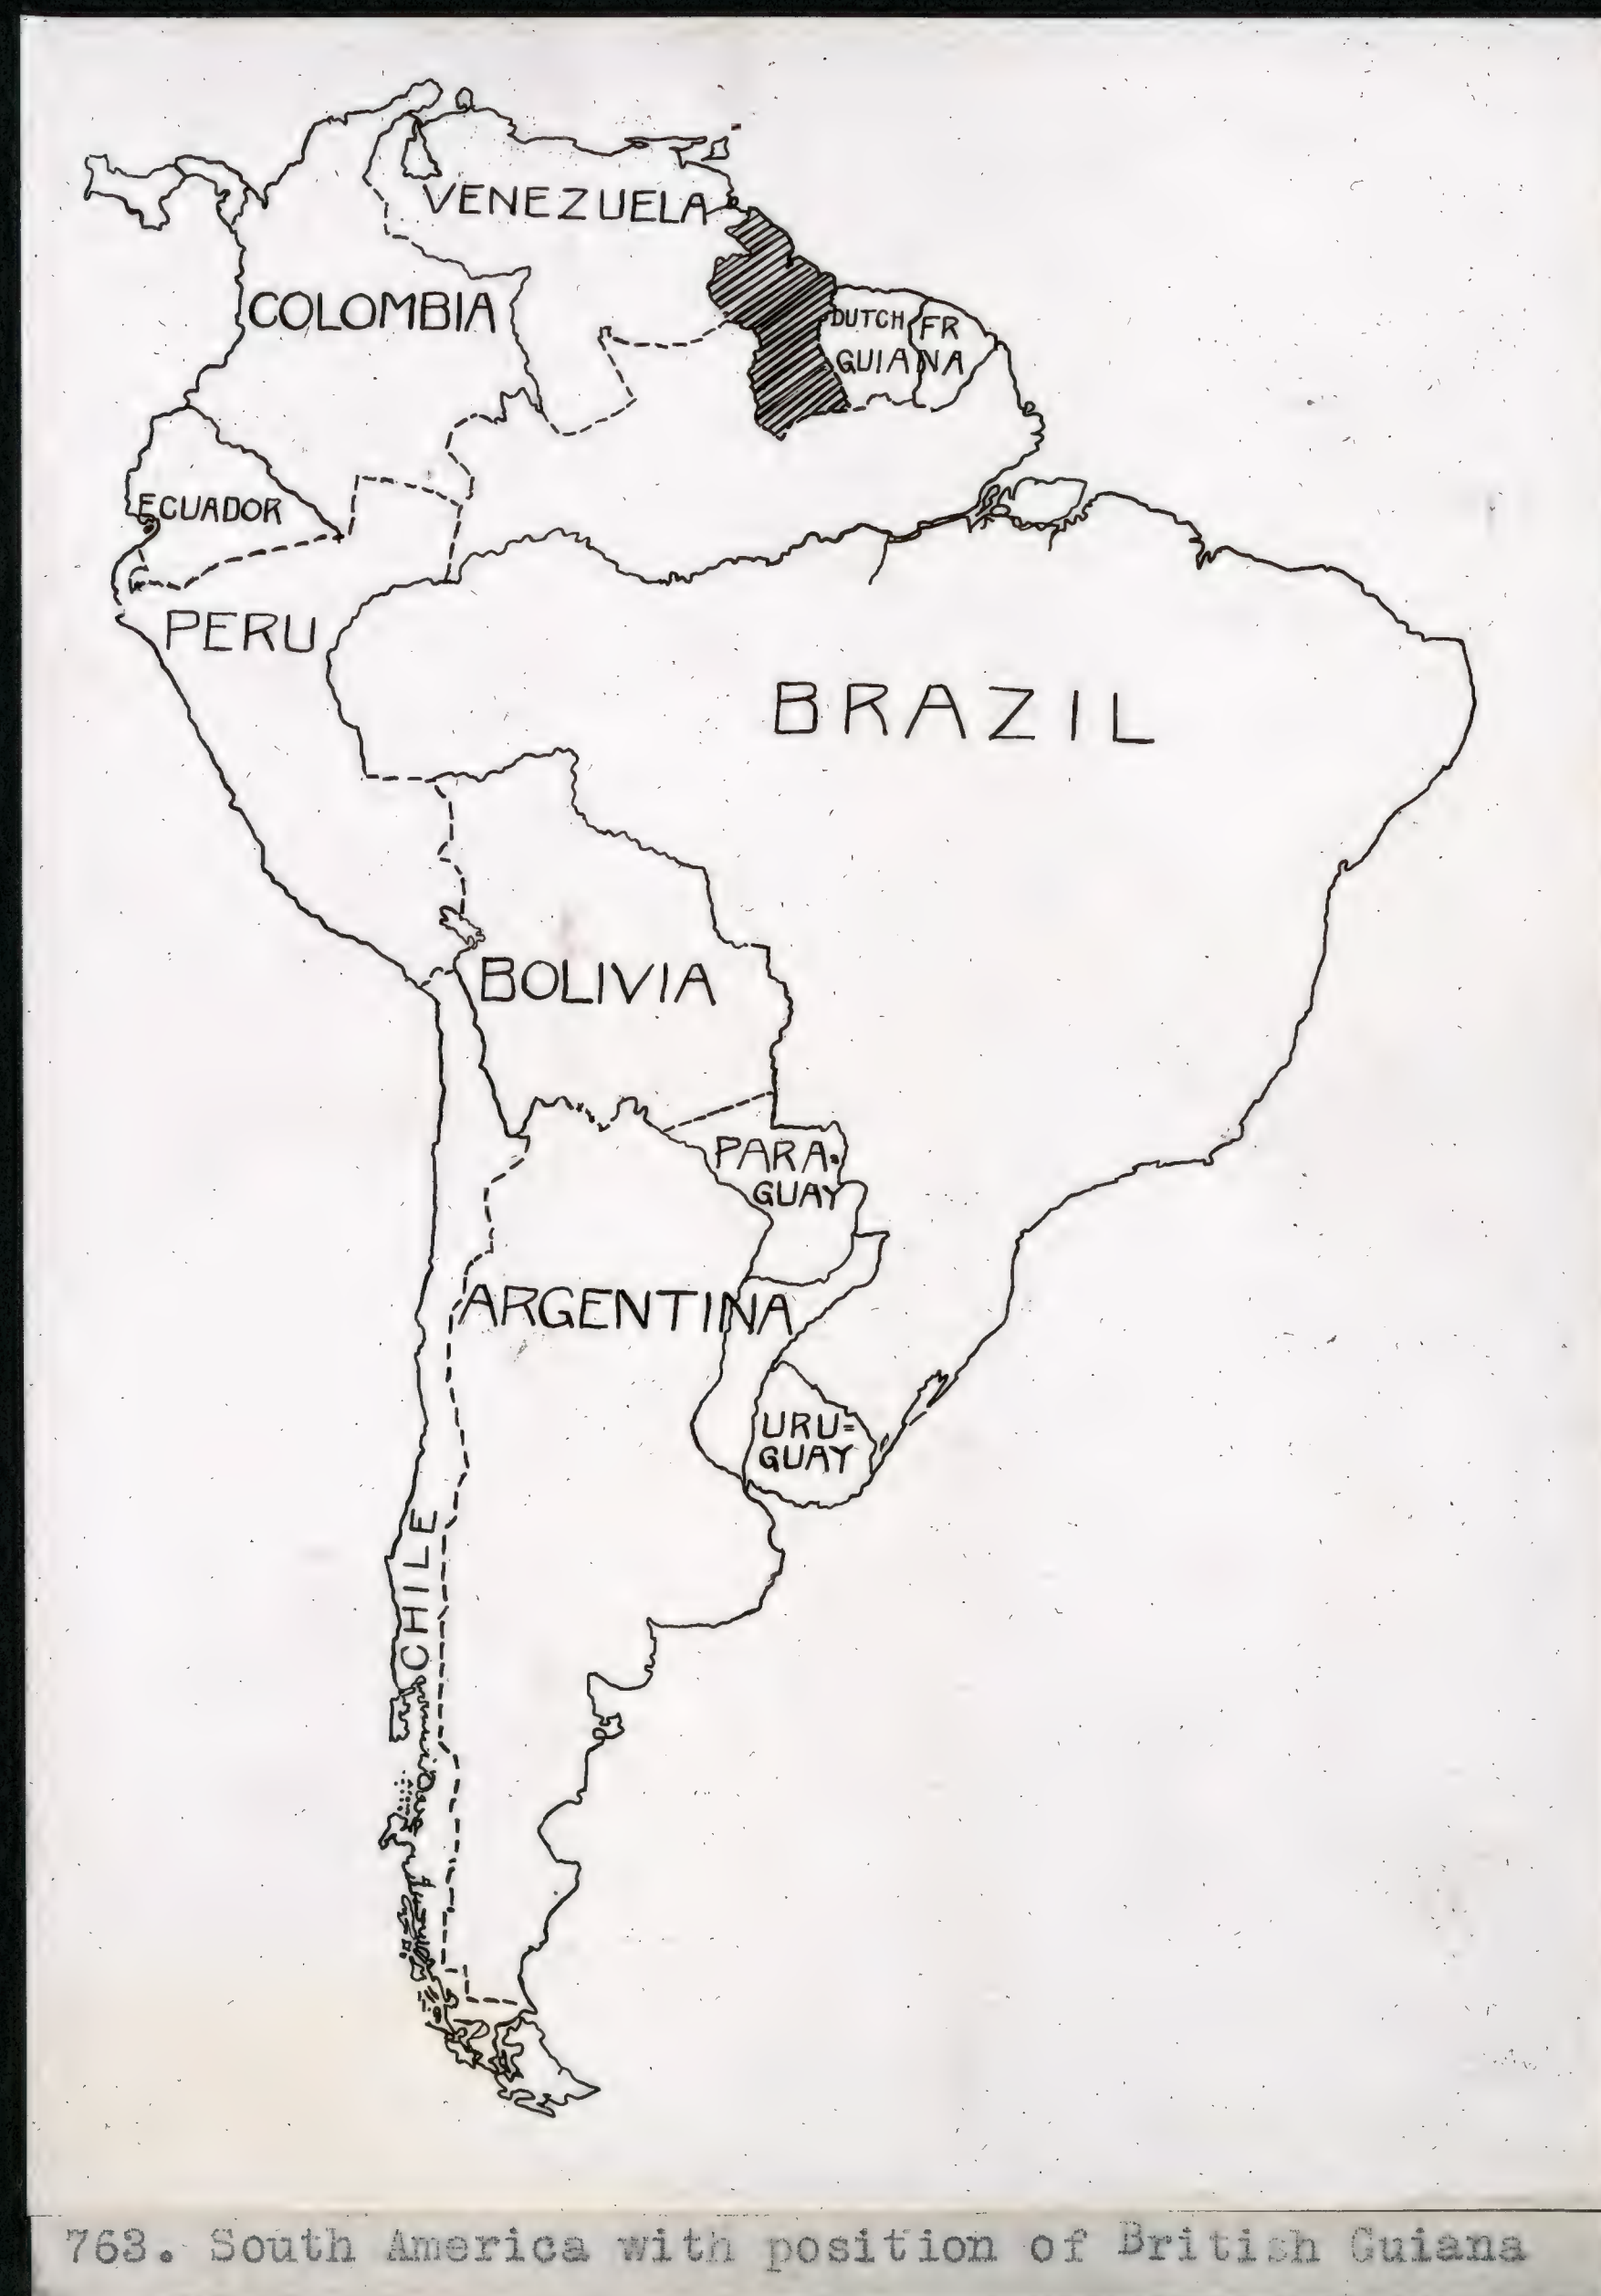 VENEZUELA
COLOMBIA
DUTCH FR
GUIANA
ECUADOR
PERU
BRAZIL
BOLIVIA
PARA-
GUAY
ARGENTINA
URU=
GUAY
CHILE
763. South America with position of British Guiana